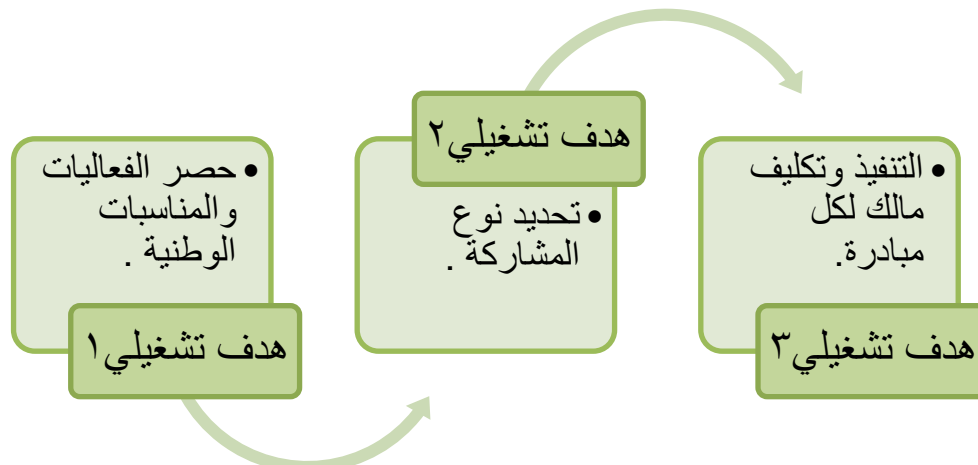 حصر الفعاليات
والمناسبات
الوطنية .
هدف تشغيلي١
هدف تشغيلي٢
تحديد نوع
المشاركة .
التنفيذ وتكليف
مالك لكل
مبادرة.
هدف تشغيلي٣